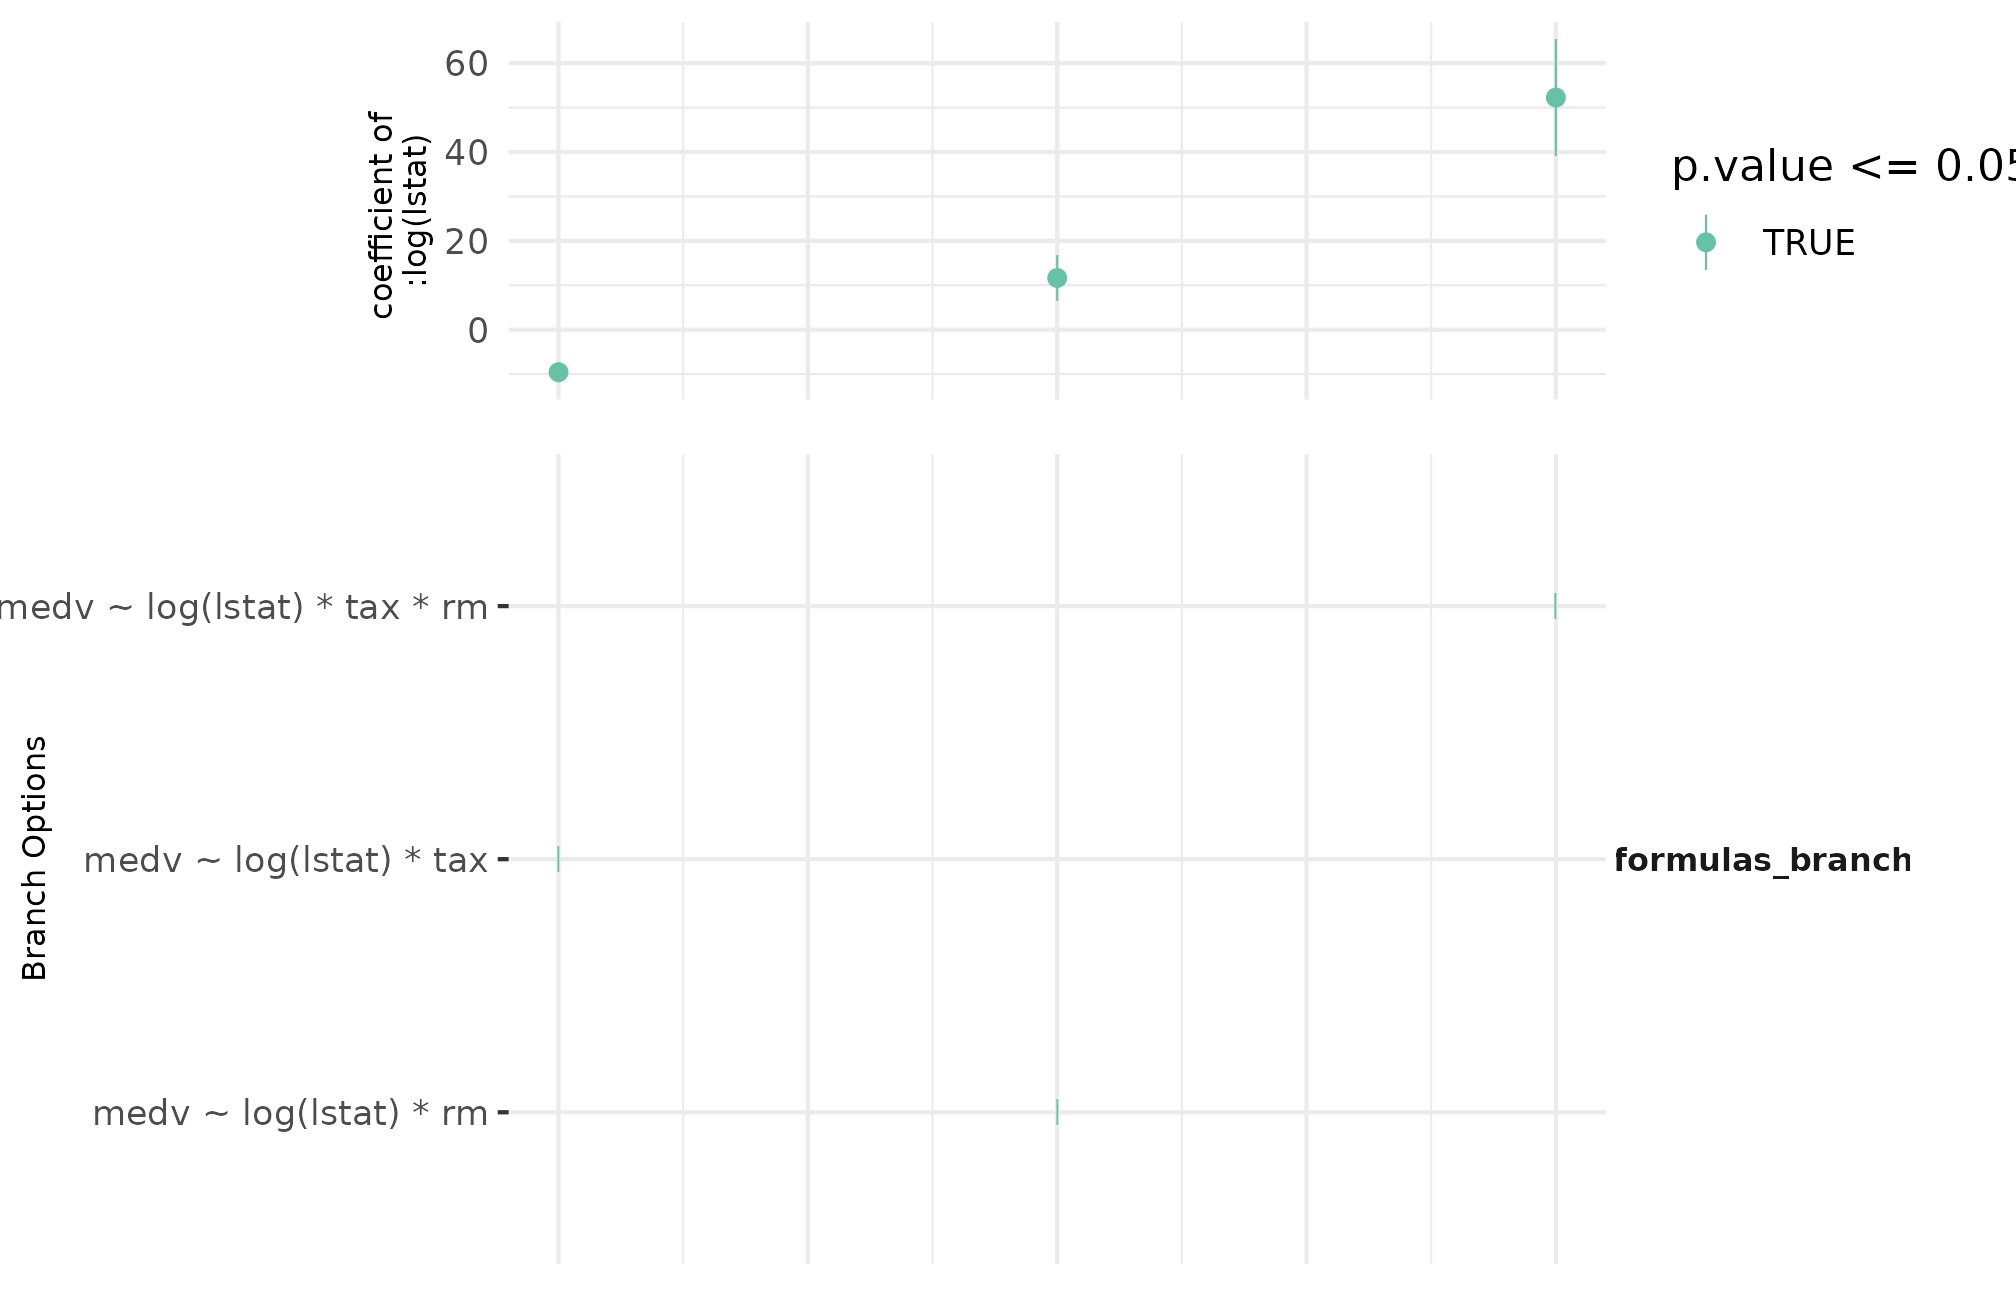 60
40
20
0
coefficient of
::log(lstat)
p.value <= 0.05
TRUE
medv ~ log(lstat) * tax * rm
medv ~ log(lstat) * tax
medv ~ log(lstat) * rm
Branch Options
formulas_branch